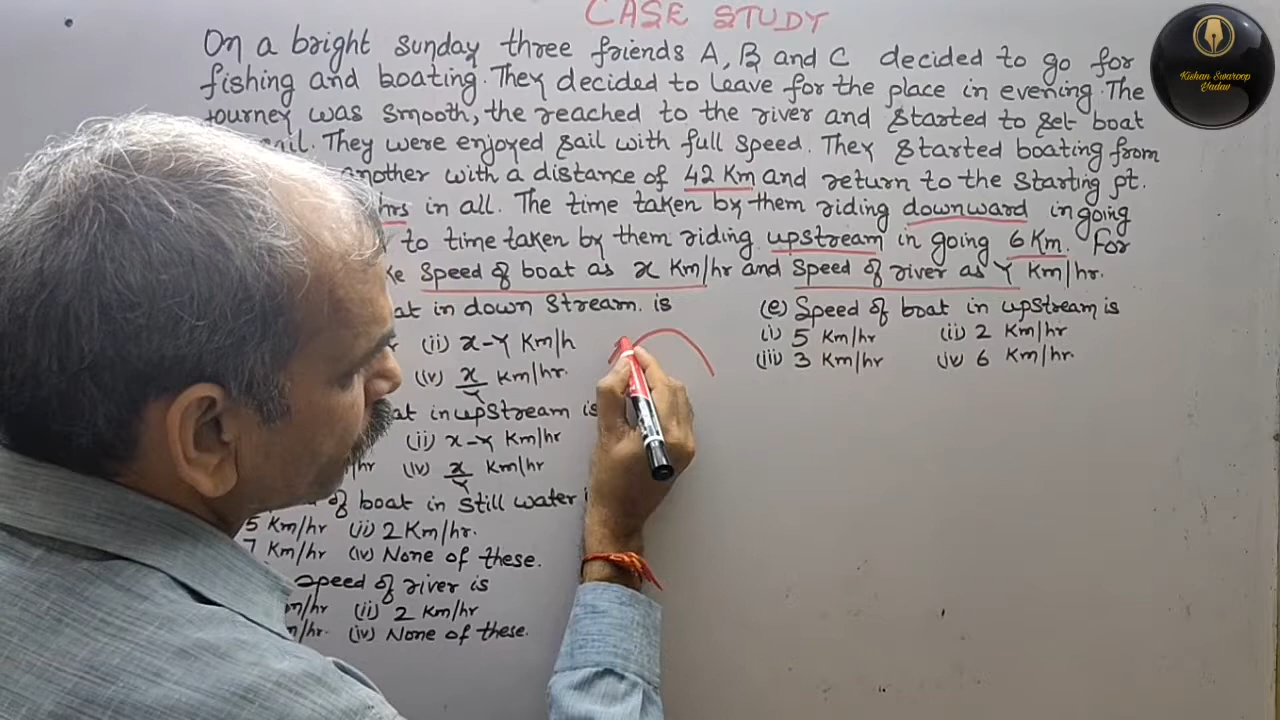 CASE STUDY
On a bright sunday three friends A, B and C decided to go for
fishing and boating. They decided to leave for the place in evening. The
journey was smooth, the reached to the river and started to set boat
They were enjoyed sail with full speed. They started boating from
another with a distance of 42 Km and return to the starting pt.
hrs in all. The time taken by them riding downward in going
to time taken by them riding upstream in going 6 Km. For
speed of boat as x Km/hr and speed of river as Y Km/hr.
in down stream is
(ii) x-Y Km/h
(iv) x/Y Km/hr.
in upstream is
(ii) x-Y Km/hr
(iv) x/Y Km/hr
of boat in still water
5 Km/hr (ii) 2 Km/hr.
7 Km/hr (iv) None of these.
speed of river is
(ii) 2 Km/hr
(iv) None of these.
(e) Speed of boat in upstream is
(i) 5 Km/hr (ii) 2 Km/hr
(iii) 3 Km/hr (iv) 6 Km/hr.
Kishan Swaroop
Yadav